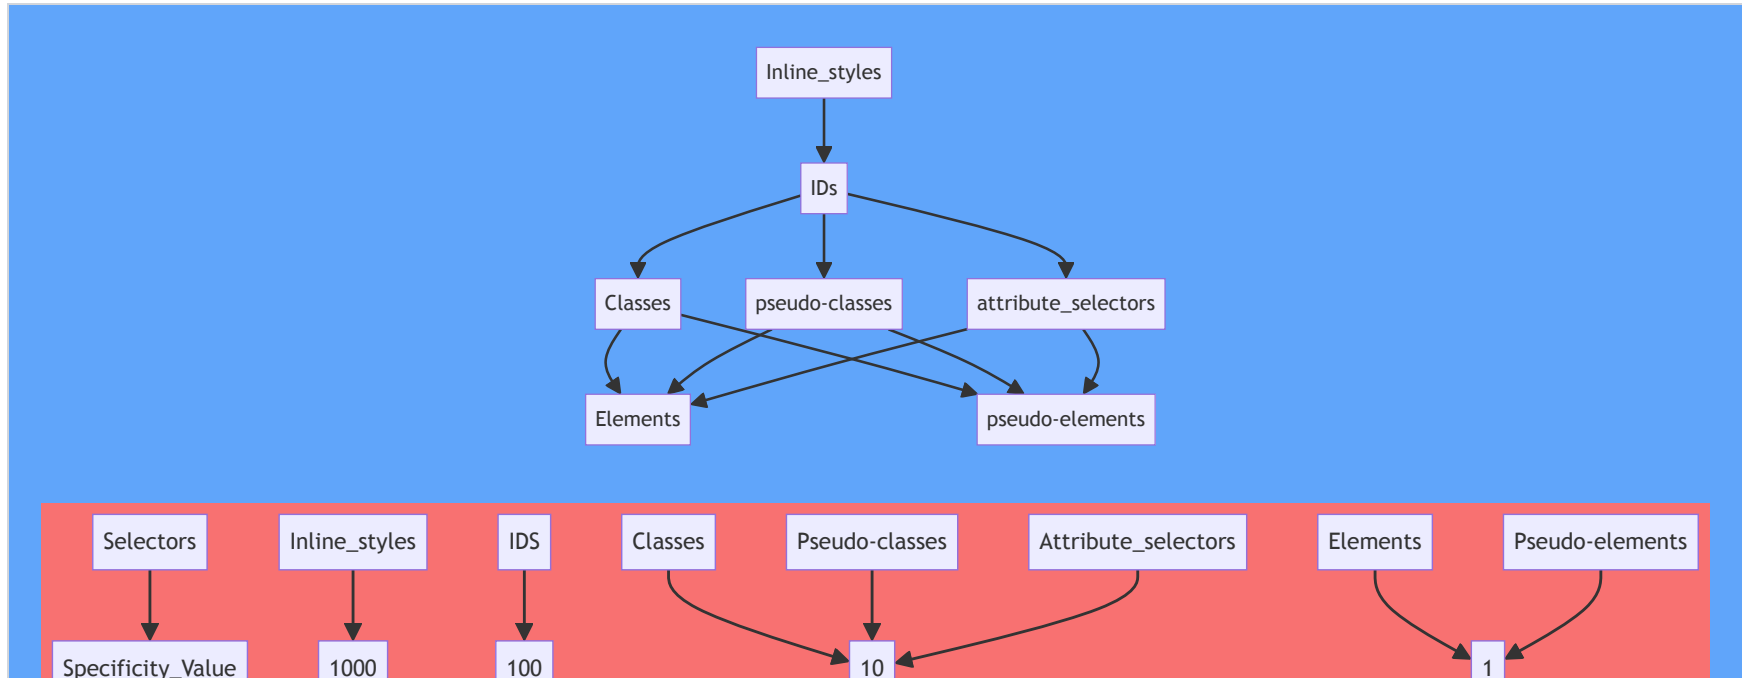 Inline_styles
IDs
Classes pseudo-classes attribute_selectors
Elements pseudo-elements
Selectors Inline_styles IDS Classes Pseudo-classes Attribute_selectors Elements Pseudo-elements
Specificity_Value 1000 100 10 1